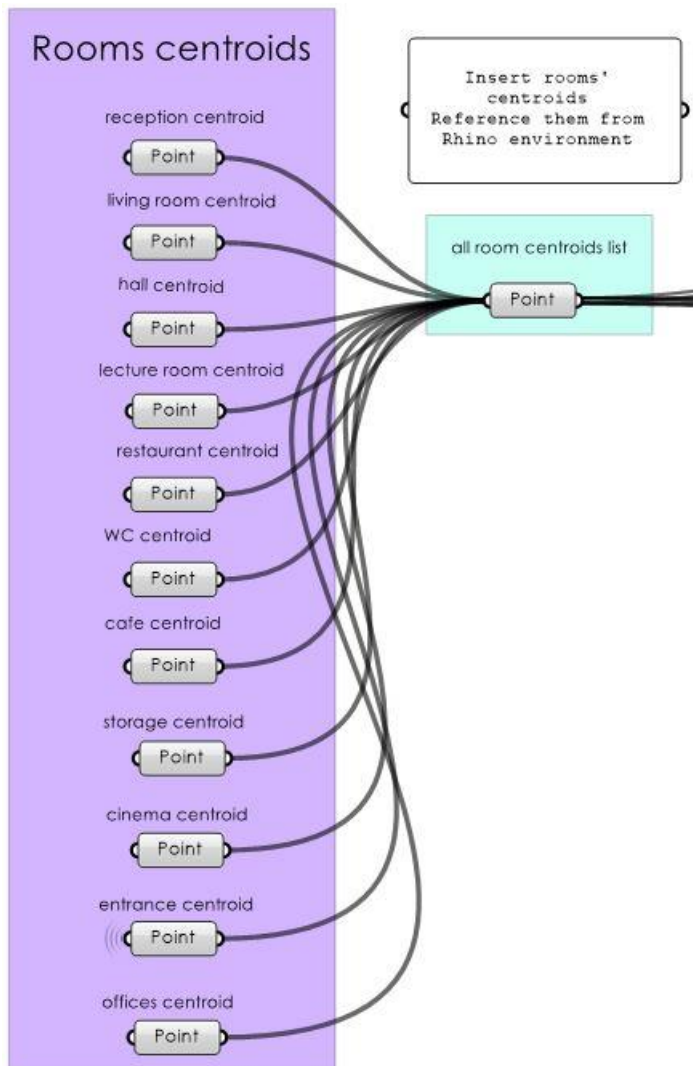 Rooms centroids
reception centroid
Point
living room centroid
Point
hall centroid
Point
lecture room centroid
Point
restaurant centroid
Point
WC centroid
Point
cafe centroid
Point
storage centroid
Point
cinema centroid
Point
entrance centroid
Point
offices centroid
Point
Insert rooms'
centroids
Reference them from
Rhino environment
all room centroids list
Point